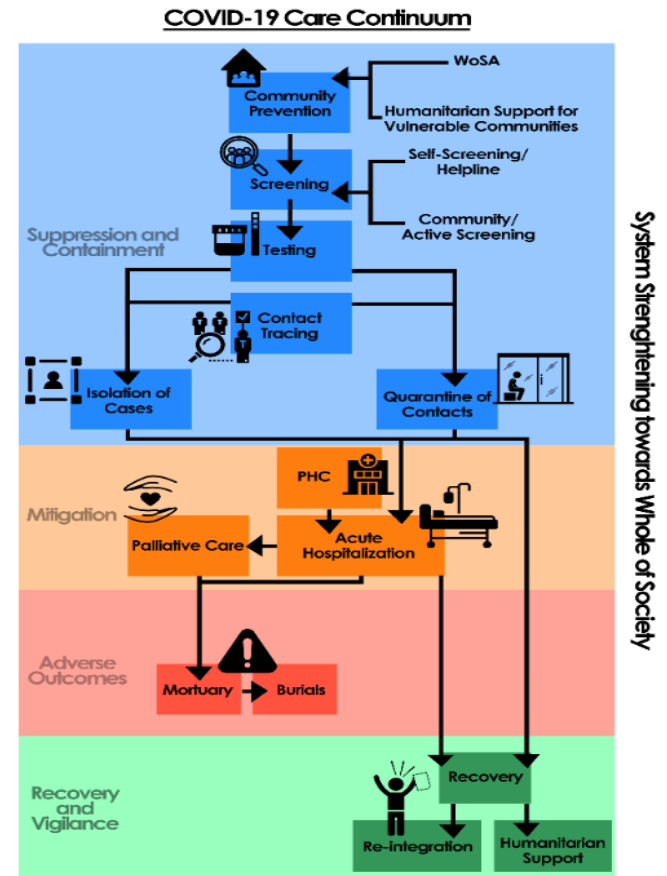 COVID-19 Care Continuum
WoSA
Community
Prevention
Humanitarian Support for
Vulnerable Communities
Self-Screening/
Helpline
Screening
Community/
Active Screening
Suppression and
Containment
Testing
Contact
Tracing
Isolation of
Cases
Quarantine of
Contacts
System Strenghtening towards Whole of Society
PHC
Mitigation
Palliative Care
Acute
Hospitalization
Adverse
Outcomes
Mortuary
Burials
Recovery
and
Vigilance
Recovery
Re-integration
Humanitarian
Support